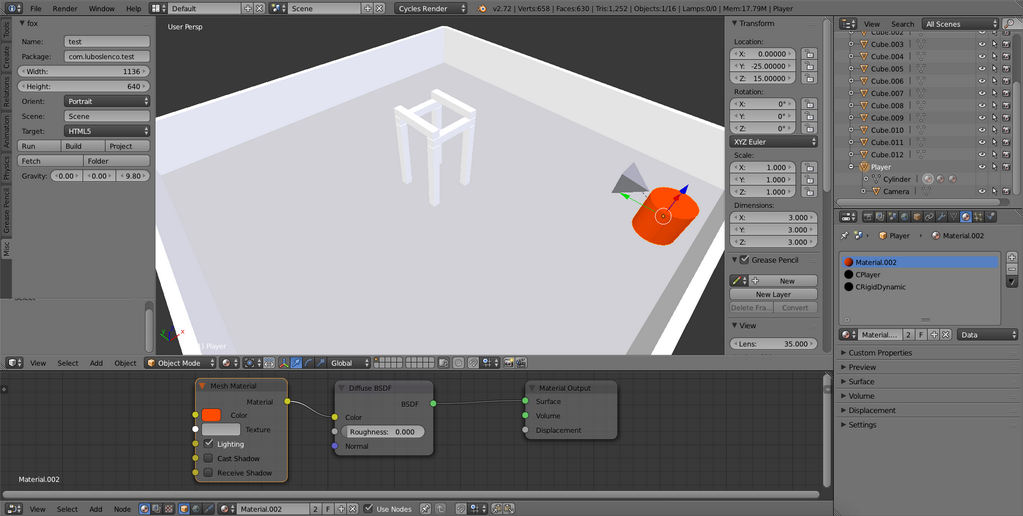 Default
Scene
Cycles Render
v2.72 | Verts:658 | Faces:630 | Tris:1,252 | Objects:1/16 | Lamps:0/0 | Mem:17.79M | Player
Tools
Create
Relations
Animation
Physics
Grease Pencil
Misc
fox
Name: test
Package: com.luboslenco.test
Width: 1136
Height: 640
Orient: Portrait
Scene: Scene
Target: HTML5
Run Build Project
Fetch Folder
Gravity: 0.00 0.00 9.80
User Persp
Player
View Select Add Object Object Mode Global
Transform
Location:
X: 0.00000
Y: -25.00000
Z: 15.00000
Rotation:
X: 0°
Y: 0°
Z: 0°
XYZ Euler
Scale:
X: 1.000
Y: 1.000
Z: 1.000
Dimensions:
X: 3.000
Y: 3.000
Z: 3.000
Grease Pencil
New
New Layer
Delete Fra... Convert
View
Lens: 35.000
View Search All Scenes
Cube.002
Cube.003
Cube.004
Cube.005
Cube.006
Cube.007
Cube.008
Cube.009
Cube.010
Cube.011
Cube.012
Player
Cylinder
Camera
Player Material.002
Material.002
CPlayer
CRigidDynamic
Material.... 2 F Data
Custom Properties
Preview
Surface
Volume
Displacement
Settings
Mesh Material
Material
Color
Texture
Lighting
Cast Shadow
Receive Shadow
Diffuse BSDF
BSDF
Color
Roughness: 0.000
Normal
Material Output
Surface
Volume
Displacement
Material.002
View Select Add Node Material.002 2 F Use Nodes